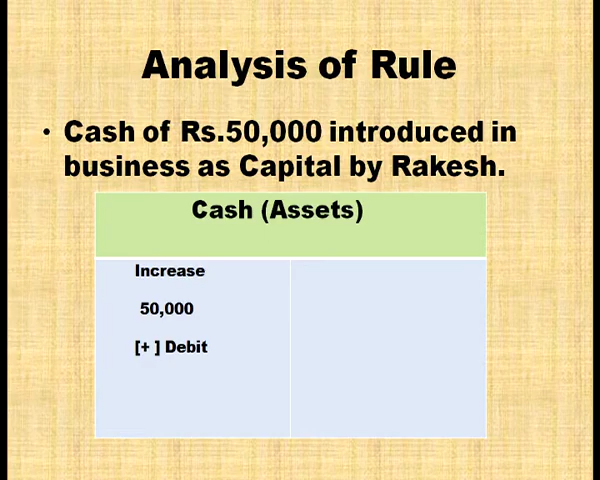 Analysis of Rule
• Cash of Rs.50,000 introduced in
business as Capital by Rakesh.
Cash (Assets)
Increase
50,000
[+ ] Debit